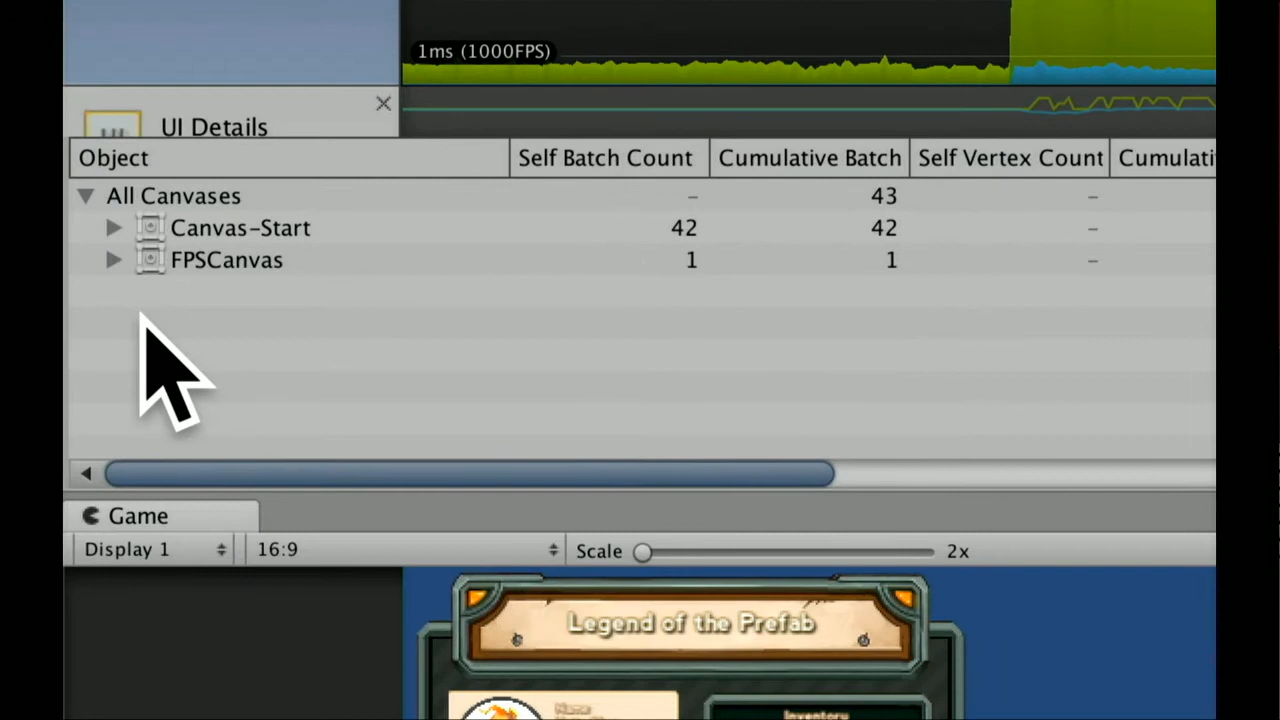 1ms (1000FPS)
UI Details
Object Self Batch Count Cumulative Batch Self Vertex Count Cumulati
All Canvases – 43 –
Canvas-Start 42 42 –
FPSCanvas 1 1 –
Game
Display 1 16:9 Scale 2x
Legend of the Prefab
Name
Inventory